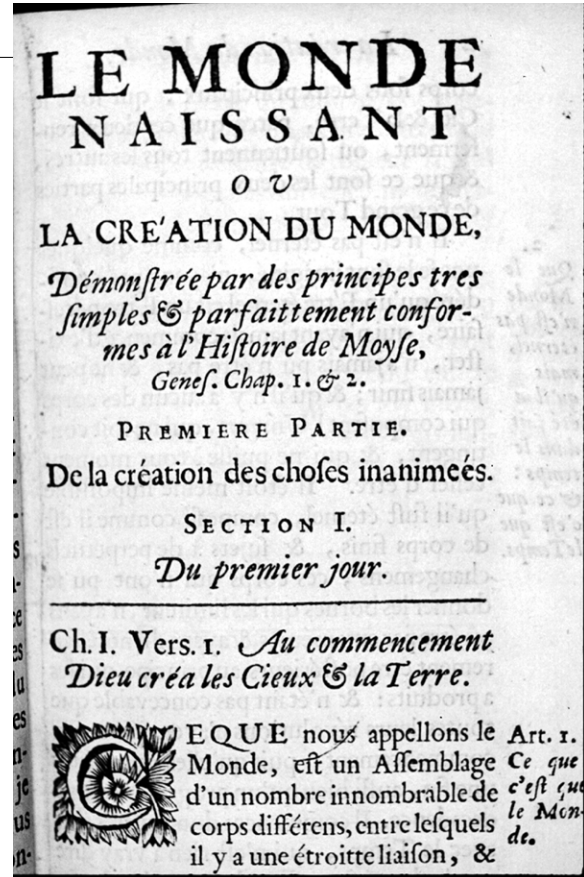 LE MONDE
NAISSANT
OV
LA CRE'ATION DU MONDE,
Démonſtrée par des principes tres
ſimples & parfaittement confor-
mes à l'Hiſtoire de Moyſe,
Geneſ. Chap. 1. & 2.
PREMIERE PARTIE.
De la création des choſes inanimeés.
SECTION I.
Du premier jour.
Ch. I. Vers. 1. Au commencement
Dieu créa les Cieux & la Terre.
CE QUE nous appellons le
Monde, eſt un Aſſemblage
d'un nombre innombrable de
corps différens, entre leſquels
il y a une étroitte liaiſon, &
Art. 1.
Ce que
c'eſt que
le Mon-
de.